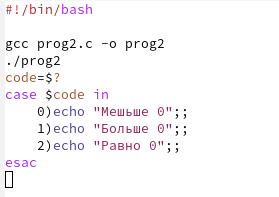 #!/bin/bash
gcc prog2.c -o prog2
./prog2
code=$?
case $code in
0)echo "Мешьше 0";;
1)echo "Больше 0";;
2)echo "Равно 0";;
esac